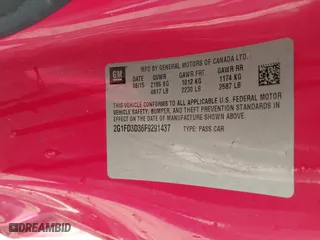 GM
MFD BY GENERAL MOTORS OF CANADA LTD.
DATE GVWR GAWR FRT GAWR RR
06/15 2185 KG 1012 KG 1174 KG
4817 LB 2230 LB 2587 LB
THIS VEHICLE CONFORMS TO ALL APPLICABLE U.S. FEDERAL MOTOR
VEHICLE SAFETY, BUMPER, AND THEFT PREVENTION STANDARDS
IN EFFECT ON THE DATE OF MANUFACTURE SHOWN ABOVE.
2G1FD3D36F9291437 TYPE: PASS CAR
DREAMBID